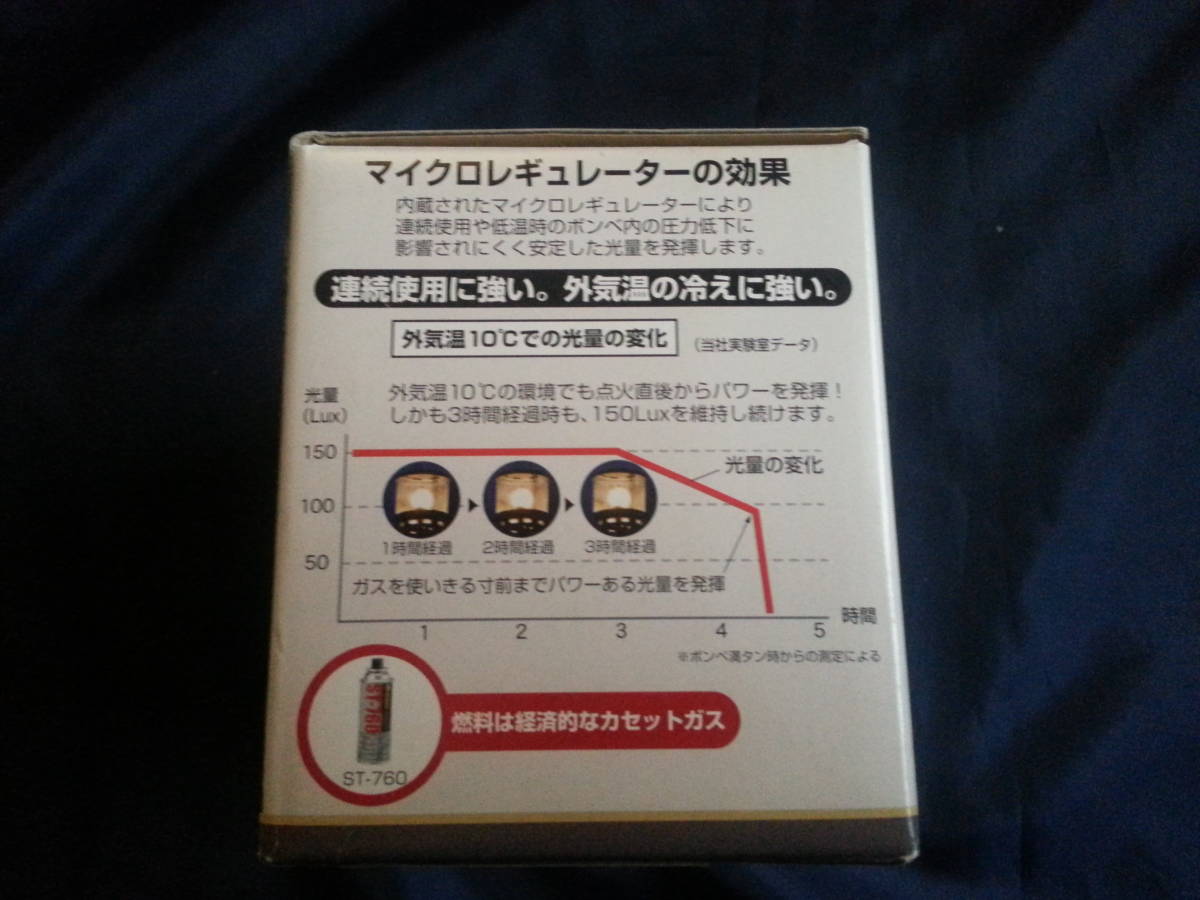 マイクロレギュレーターの効果
内蔵されたマイクロレギュレーターにより
連続使用や低温時のボンベ内の圧力低下に
影響されにくく安定した光量を発揮します。
連続使用に強い。外気温の冷えに強い。
外気温10℃での光量の変化 (当社実験室データ)
外気温10℃の環境でも点火直後からパワーを発揮！
しかも3時間経過時も、150Luxを維持し続けます。
光量
(Lux)
150
光量の変化
100
1時間経過 2時間経過 3時間経過
50
ガスを使いきる寸前までパワーある光量を発揮
1 2 3 4 5 時間
※ボンベ満タン時からの測定による
ST-760
燃料は経済的なカセットガス
ST-760